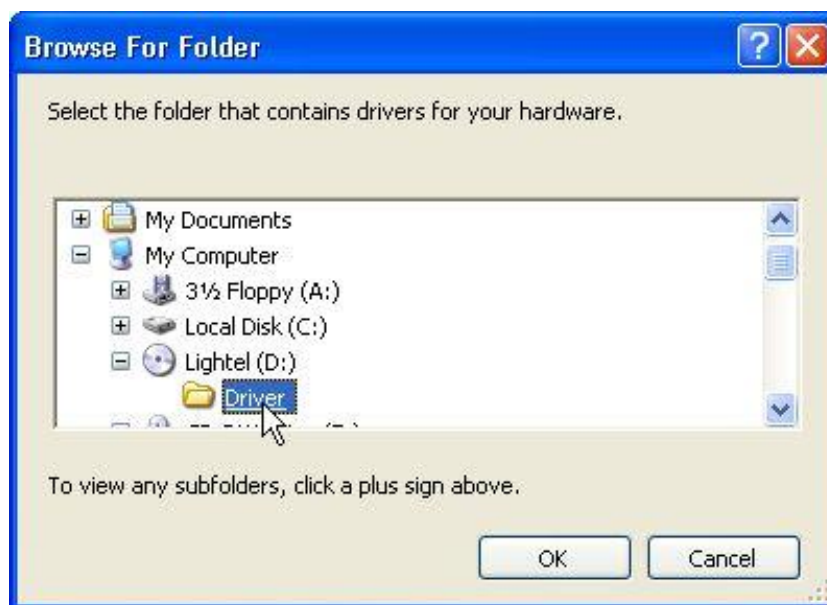 Browse For Folder
Select the folder that contains drivers for your hardware.
My Documents
My Computer
3½ Floppy (A:)
Local Disk (C:)
Lightel (D:)
Driver
To view any subfolders, click a plus sign above.
OK Cancel